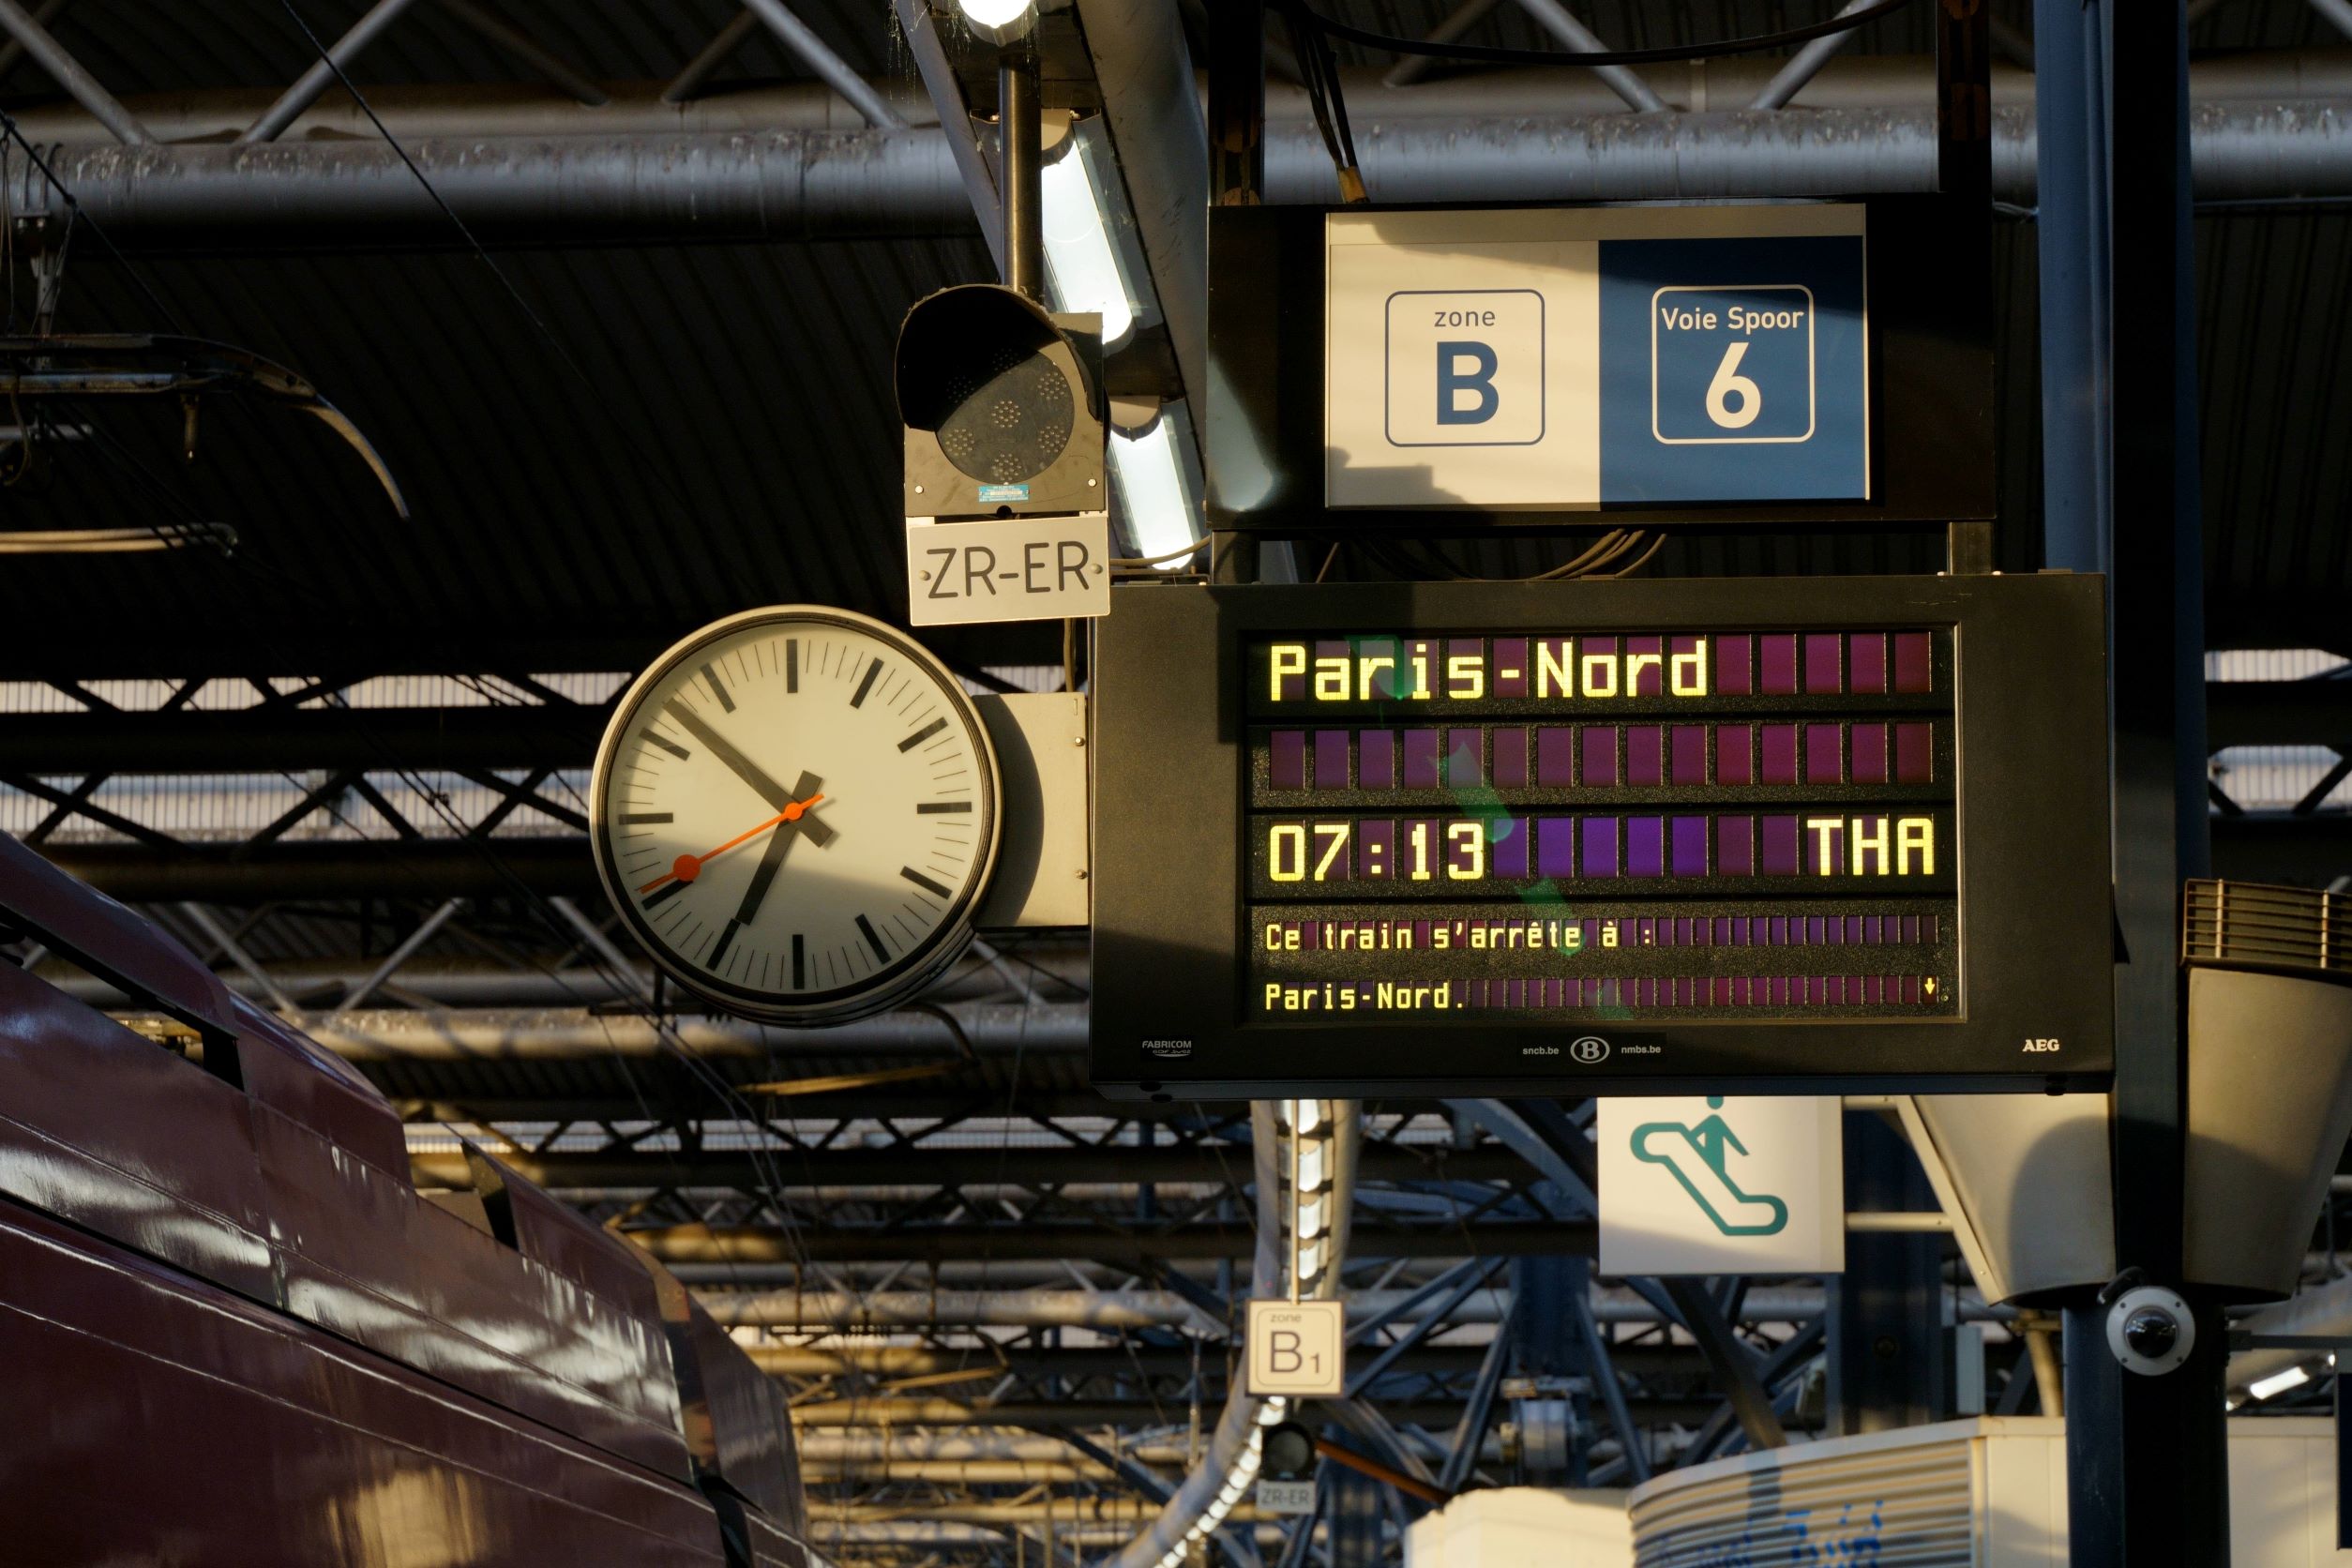 zone
B
Voie Spoor
6
ZR-ER
Paris-Nord
07:13 THA
Ce train s'arrête à :
Paris-Nord.
FABRICOM
sncb.be B nmbs.be
AEG
zone
B1
ZR-ER